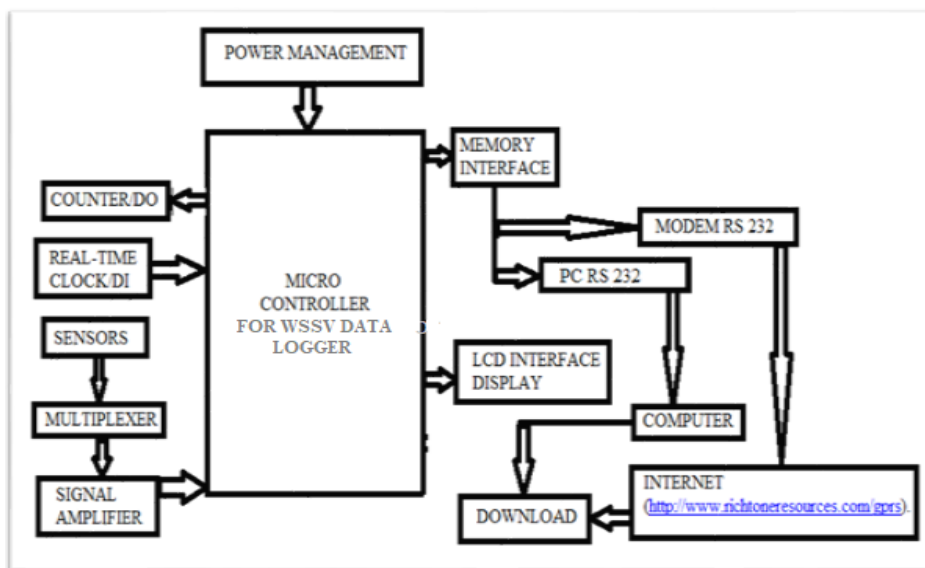 POWER MANAGEMENT
COUNTER/DO
REAL-TIME
CLOCK/DI
SENSORS
MULTIPLEXER
SIGNAL
AMPLIFIER
MICRO
CONTROLLER
FOR WSSV DATA
LOGGER
MEMORY
INTERFACE
MODEM RS 232
PC RS 232
LCD INTERFACE
DISPLAY
COMPUTER
DOWNLOAD
INTERNET
(http://www.richtoneresources.com/gprs).